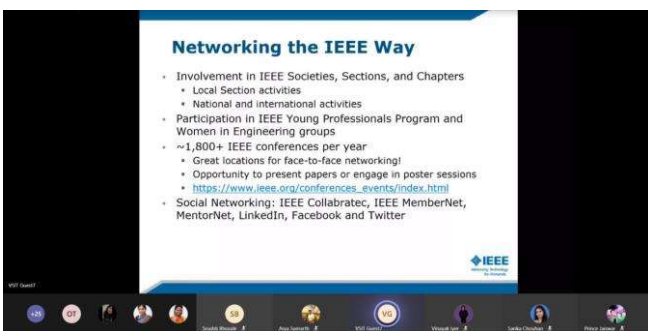 Networking the IEEE Way
• Involvement in IEEE Societies, Sections, and Chapters
• Local Section activities
• National and international activities
• Participation in IEEE Young Professionals Program and
Women in Engineering groups
• ~1,800+ IEEE conferences per year
• Great locations for face-to-face networking!
• Opportunity to present papers or engage in poster sessions
• https://www.ieee.org/conferences_events/index.html
• Social Networking: IEEE Collabratec, IEEE MemberNet,
MentorNet, LinkedIn, Facebook and Twitter
IEEE
Advancing Technology
for Humanity
VSIT Guest7
+25
OT
SB
VG
VSIT Guest7